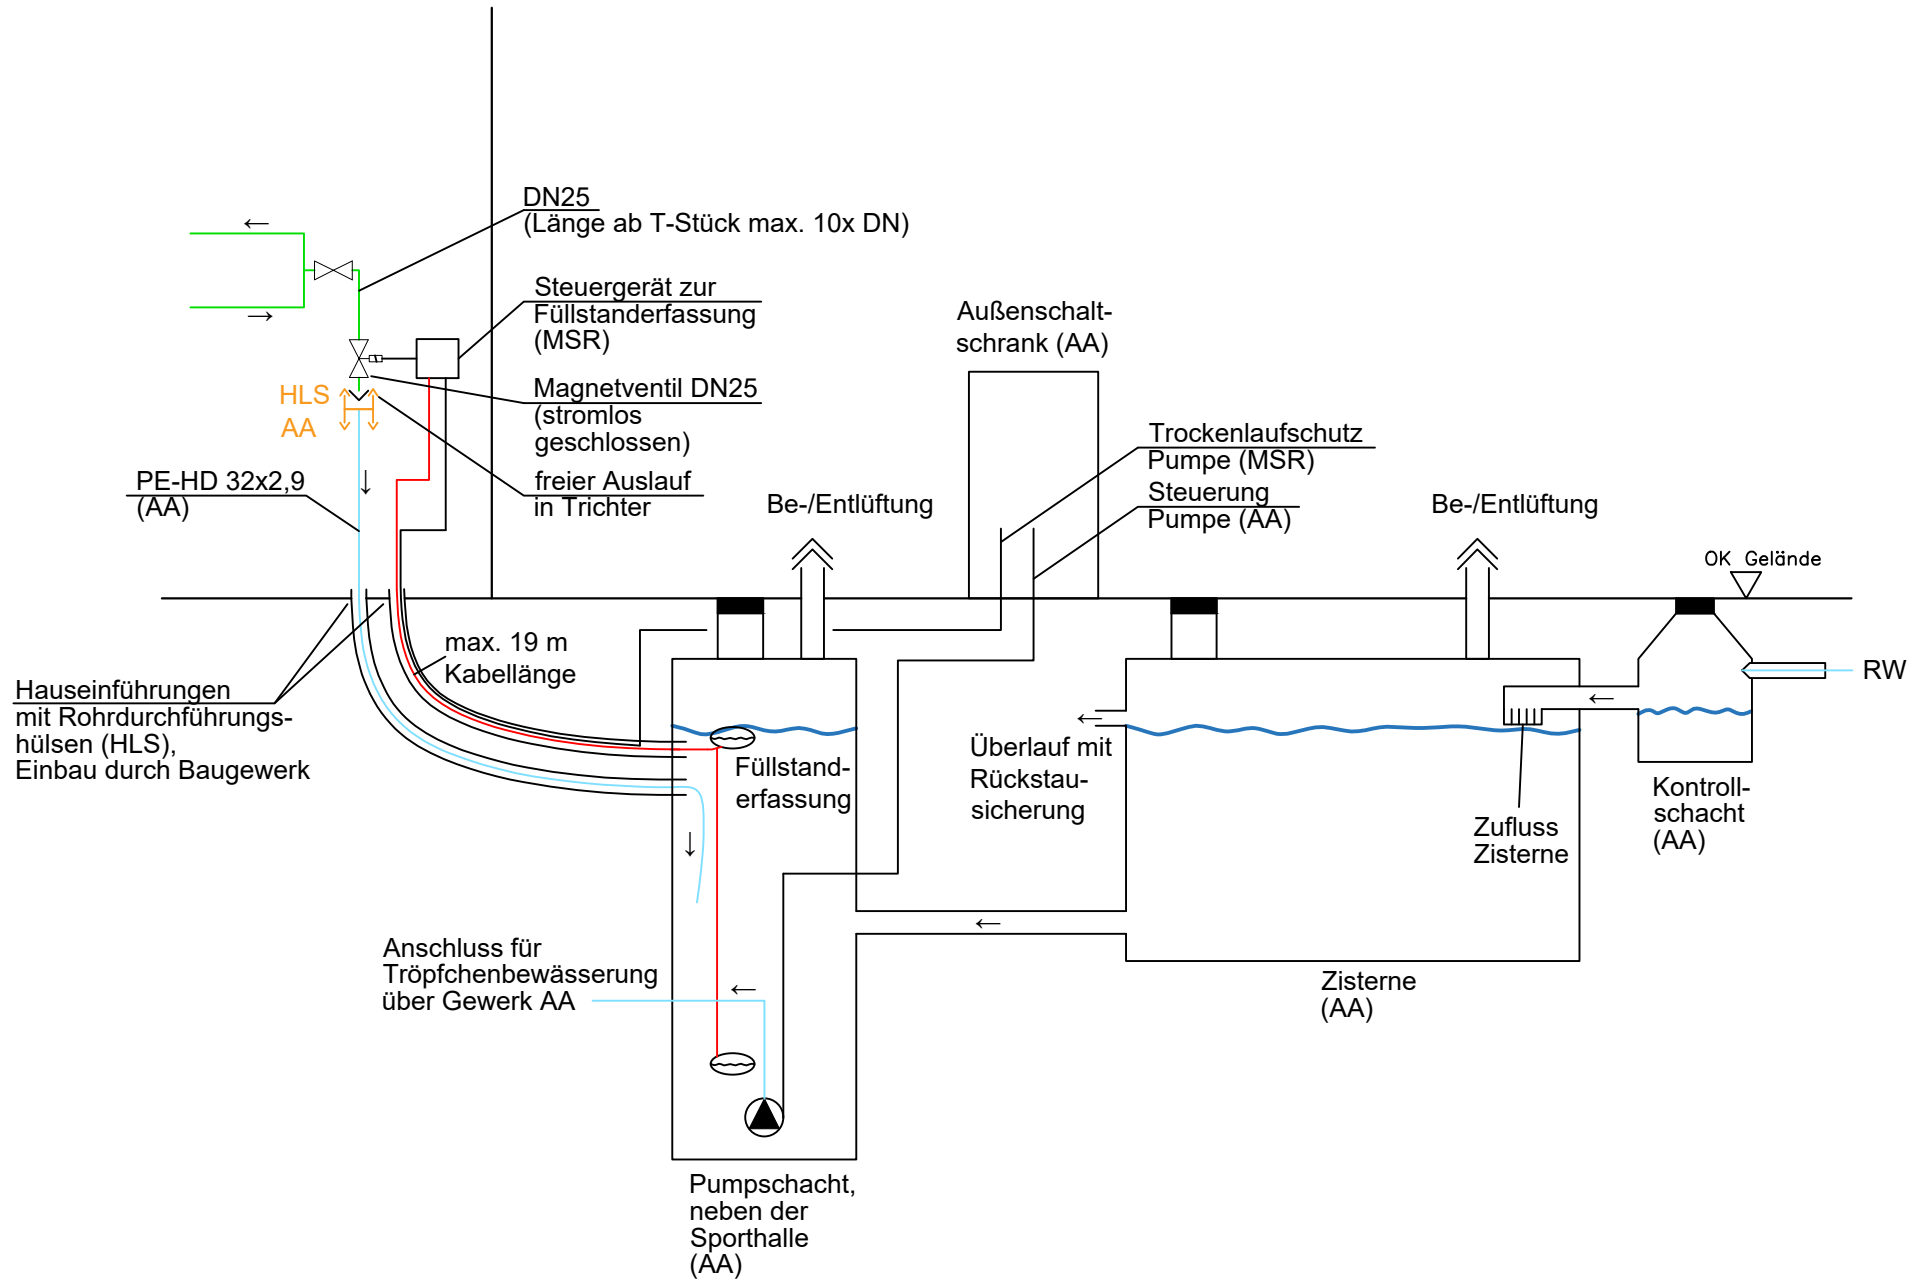 DN25
(Länge ab T-Stück max. 10x DN)
Steuergerät zur
Füllstanderfassung
(MSR)
Magnetventil DN25
(stromlos
geschlossen)
freier Auslauf
in Trichter
HLS
AA
PE-HD 32x2,9
(AA)
Außenschalt-
schrank (AA)
Trockenlaufschutz
Pumpe (MSR)
Steuerung
Pumpe (AA)
Be-/Entlüftung
Be-/Entlüftung
OK Gelände
max. 19 m
Kabellänge
Hauseinführungen
mit Rohrdurchführungs-
hülsen (HLS),
Einbau durch Baugewerk
RW
Füllstand-
erfassung
Überlauf mit
Rückstau-
sicherung
Zufluss
Zisterne
Kontroll-
schacht
(AA)
Anschluss für
Tröpfchenbewässerung
über Gewerk AA
Zisterne
(AA)
Pumpschacht,
neben der
Sporthalle
(AA)